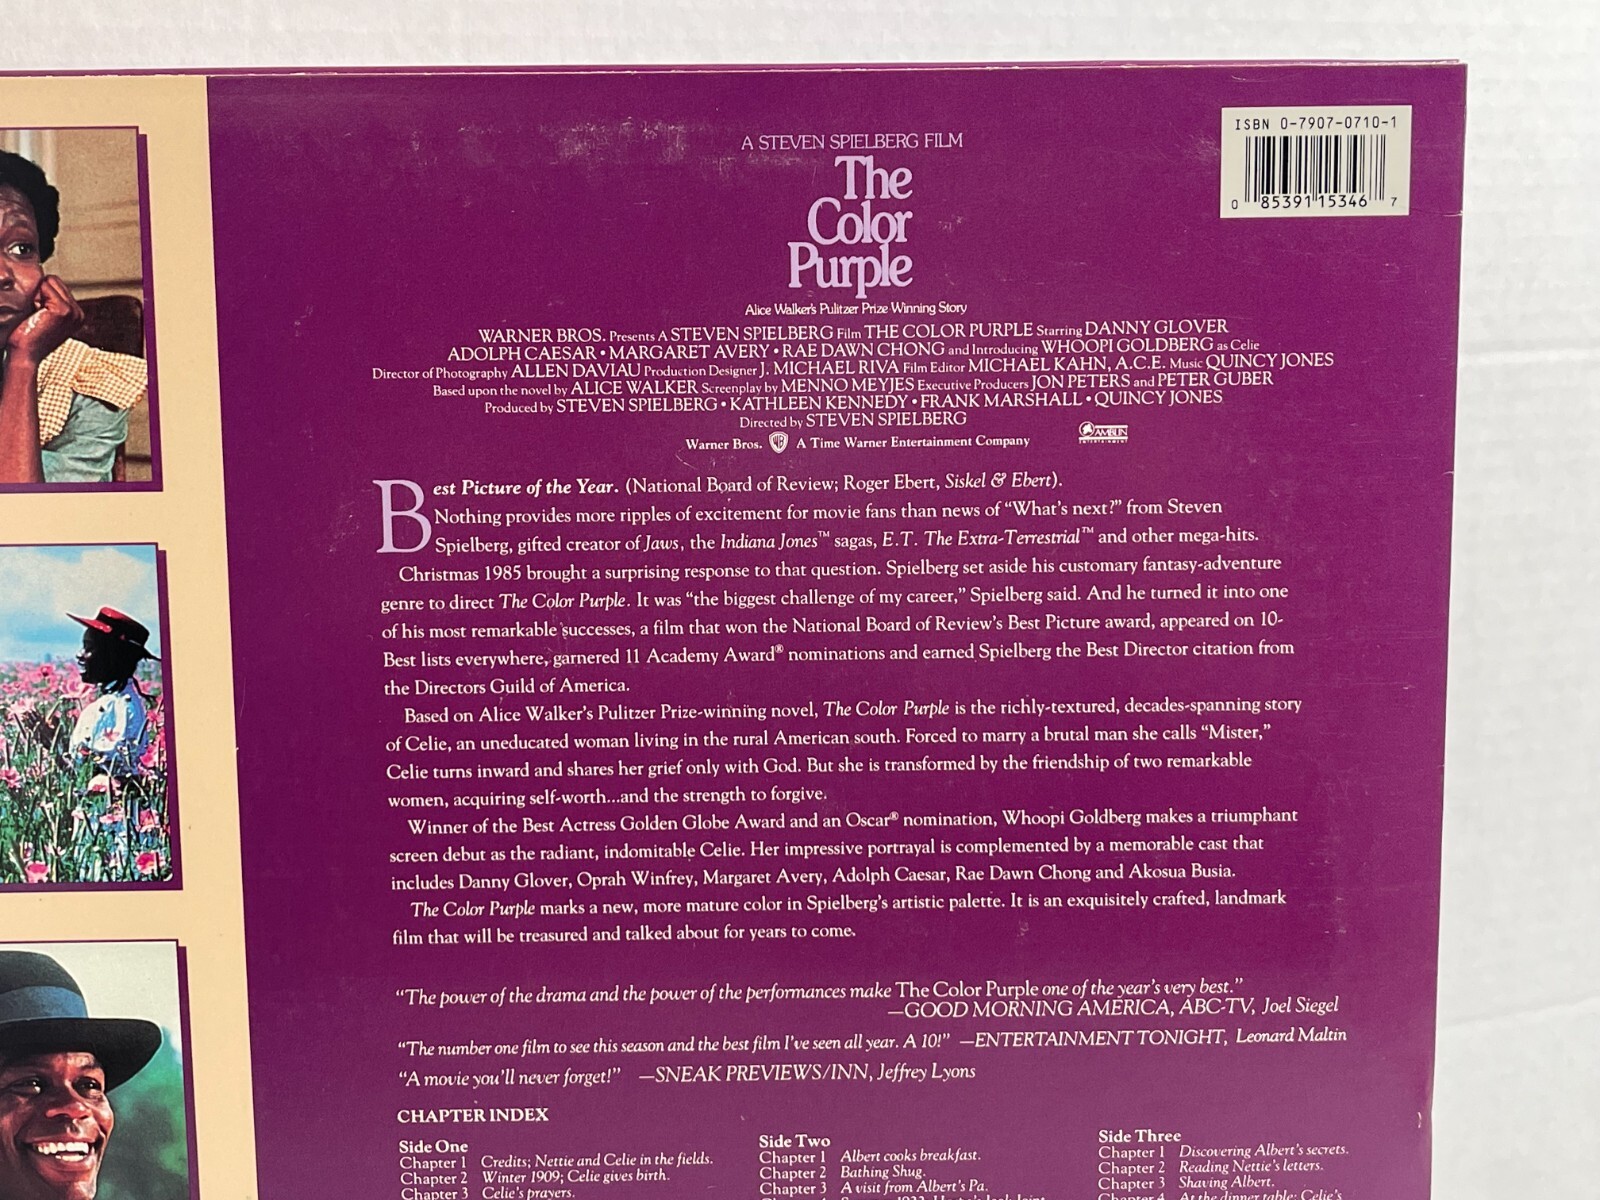 ISBN 0-7907-0710-1
0 85391 15346 7
A STEVEN SPIELBERG FILM
The
Color
Purple
Alice Walker's Pulitzer Prize Winning Story
WARNER BROS. Presents A STEVEN SPIELBERG Film THE COLOR PURPLE Starring DANNY GLOVER
ADOLPH CAESAR • MARGARET AVERY • RAE DAWN CHONG and Introducing WHOOPI GOLDBERG as Celie
Director of Photography ALLEN DAVIAU Production Designer J. MICHAEL RIVA Film Editor MICHAEL KAHN, A.C.E. Music QUINCY JONES
Based upon the novel by ALICE WALKER Screenplay by MENNO MEYJES Executive Producers JON PETERS and PETER GUBER
Produced by STEVEN SPIELBERG • KATHLEEN KENNEDY • FRANK MARSHALL • QUINCY JONES
Directed by STEVEN SPIELBERG
Warner Bros. WB A Time Warner Entertainment Company AMBLIN ENTERTAINMENT
Best Picture of the Year. (National Board of Review; Roger Ebert, Siskel & Ebert).
Nothing provides more ripples of excitement for movie fans than news of "What's next?" from Steven
Spielberg, gifted creator of Jaws, the Indiana Jones™ sagas, E.T. The Extra-Terrestrial™ and other mega-hits.
Christmas 1985 brought a surprising response to that question. Spielberg set aside his customary fantasy-adventure
genre to direct The Color Purple. It was "the biggest challenge of my career," Spielberg said. And he turned it into one
of his most remarkable successes, a film that won the National Board of Review's Best Picture award, appeared on 10-
Best lists everywhere, garnered 11 Academy Award® nominations and earned Spielberg the Best Director citation from
the Directors Guild of America.
Based on Alice Walker's Pulitzer Prize-winning novel, The Color Purple is the richly-textured, decades-spanning story
of Celie, an uneducated woman living in the rural American south. Forced to marry a brutal man she calls "Mister,"
Celie turns inward and shares her grief only with God. But she is transformed by the friendship of two remarkable
women, acquiring self-worth...and the strength to forgive.
Winner of the Best Actress Golden Globe Award and an Oscar® nomination, Whoopi Goldberg makes a triumphant
screen debut as the radiant, indomitable Celie. Her impressive portrayal is complemented by a memorable cast that
includes Danny Glover, Oprah Winfrey, Margaret Avery, Adolph Caesar, Rae Dawn Chong and Akosua Busia.
The Color Purple marks a new, more mature color in Spielberg's artistic palette. It is an exquisitely crafted, landmark
film that will be treasured and talked about for years to come.
"The power of the drama and the power of the performances make The Color Purple one of the year's very best."
—GOOD MORNING AMERICA, ABC-TV, Joel Siegel
"The number one film to see this season and the best film I've seen all year. A 10!" —ENTERTAINMENT TONIGHT, Leonard Maltin
"A movie you'll never forget!" —SNEAK PREVIEWS/INN, Jeffrey Lyons
CHAPTER INDEX
Side One
Chapter 1 Credits; Nettie and Celie in the fields.
Chapter 2 Winter 1909; Celie gives birth.
Chapter 3 Celie's prayers.
Side Two
Chapter 1 Albert cooks breakfast.
Chapter 2 Bathing Shug.
Chapter 3 A visit from Albert's Pa.
Side Three
Chapter 1 Discovering Albert's secrets.
Chapter 2 Reading Nettie's letters.
Chapter 3 Shaving Albert.
Chapter 4 At the dinner table: Celie's